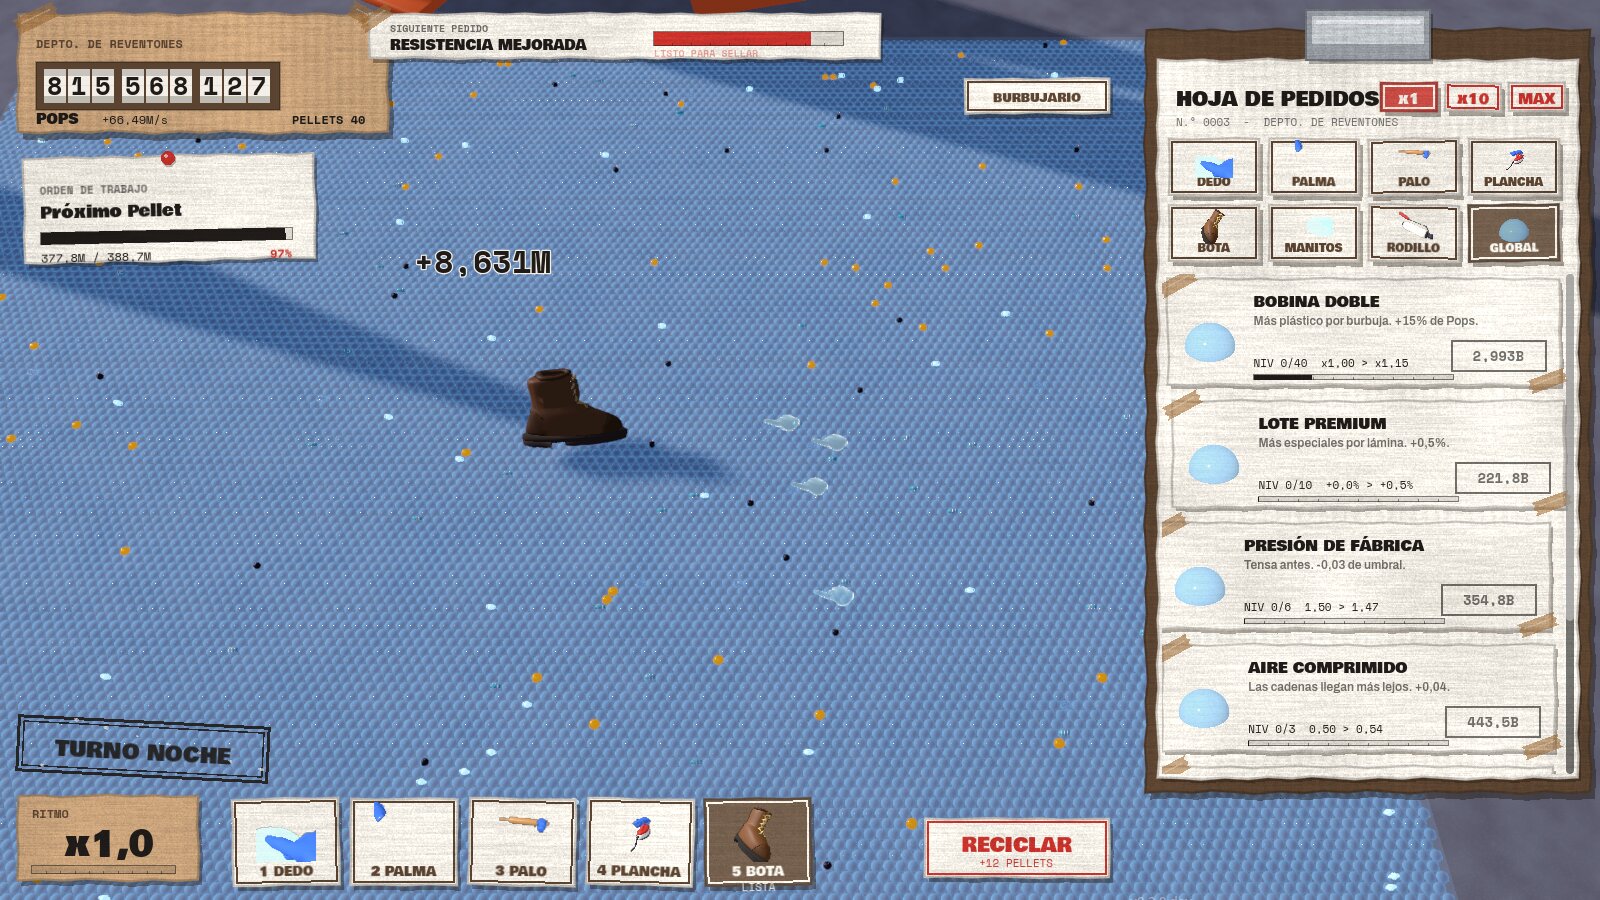 DEPTO. DE REVENTONES
815 568 127
POPS +66,49M/s PELLETS 40
SIGUIENTE PEDIDO
RESISTENCIA MEJORADA
LISTO PARA SELLAR
ORDEN DE TRABAJO
Próximo Pellet
377,8M / 388,7M 97%
+8,631M
BURBUJARIO
HOJA DE PEDIDOS x1 x10 MAX
N.º 0003 - DEPTO. DE REVENTONES
DEDO PALMA PALO PLANCHA
BOTA MANITOS RODILLO GLOBAL
BOBINA DOBLE
Más plástico por burbuja. +15% de Pops.
NIV 0/40 x1,00 > x1,15
2,993B
LOTE PREMIUM
Más especiales por lámina. +0,5%.
NIV 0/10 +0,0% > +0,5%
221,8B
PRESIÓN DE FÁBRICA
Tensa antes. -0,03 de umbral.
NIV 0/6 1,50 > 1,47
354,8B
AIRE COMPRIMIDO
Las cadenas llegan más lejos. +0,04.
NIV 0/3 0,50 > 0,54
443,5B
TURNO NOCHE
RITMO
x1,0
1 DEDO 2 PALMA 3 PALO 4 PLANCHA 5 BOTA
LISTA
RECICLAR
+12 PELLETS